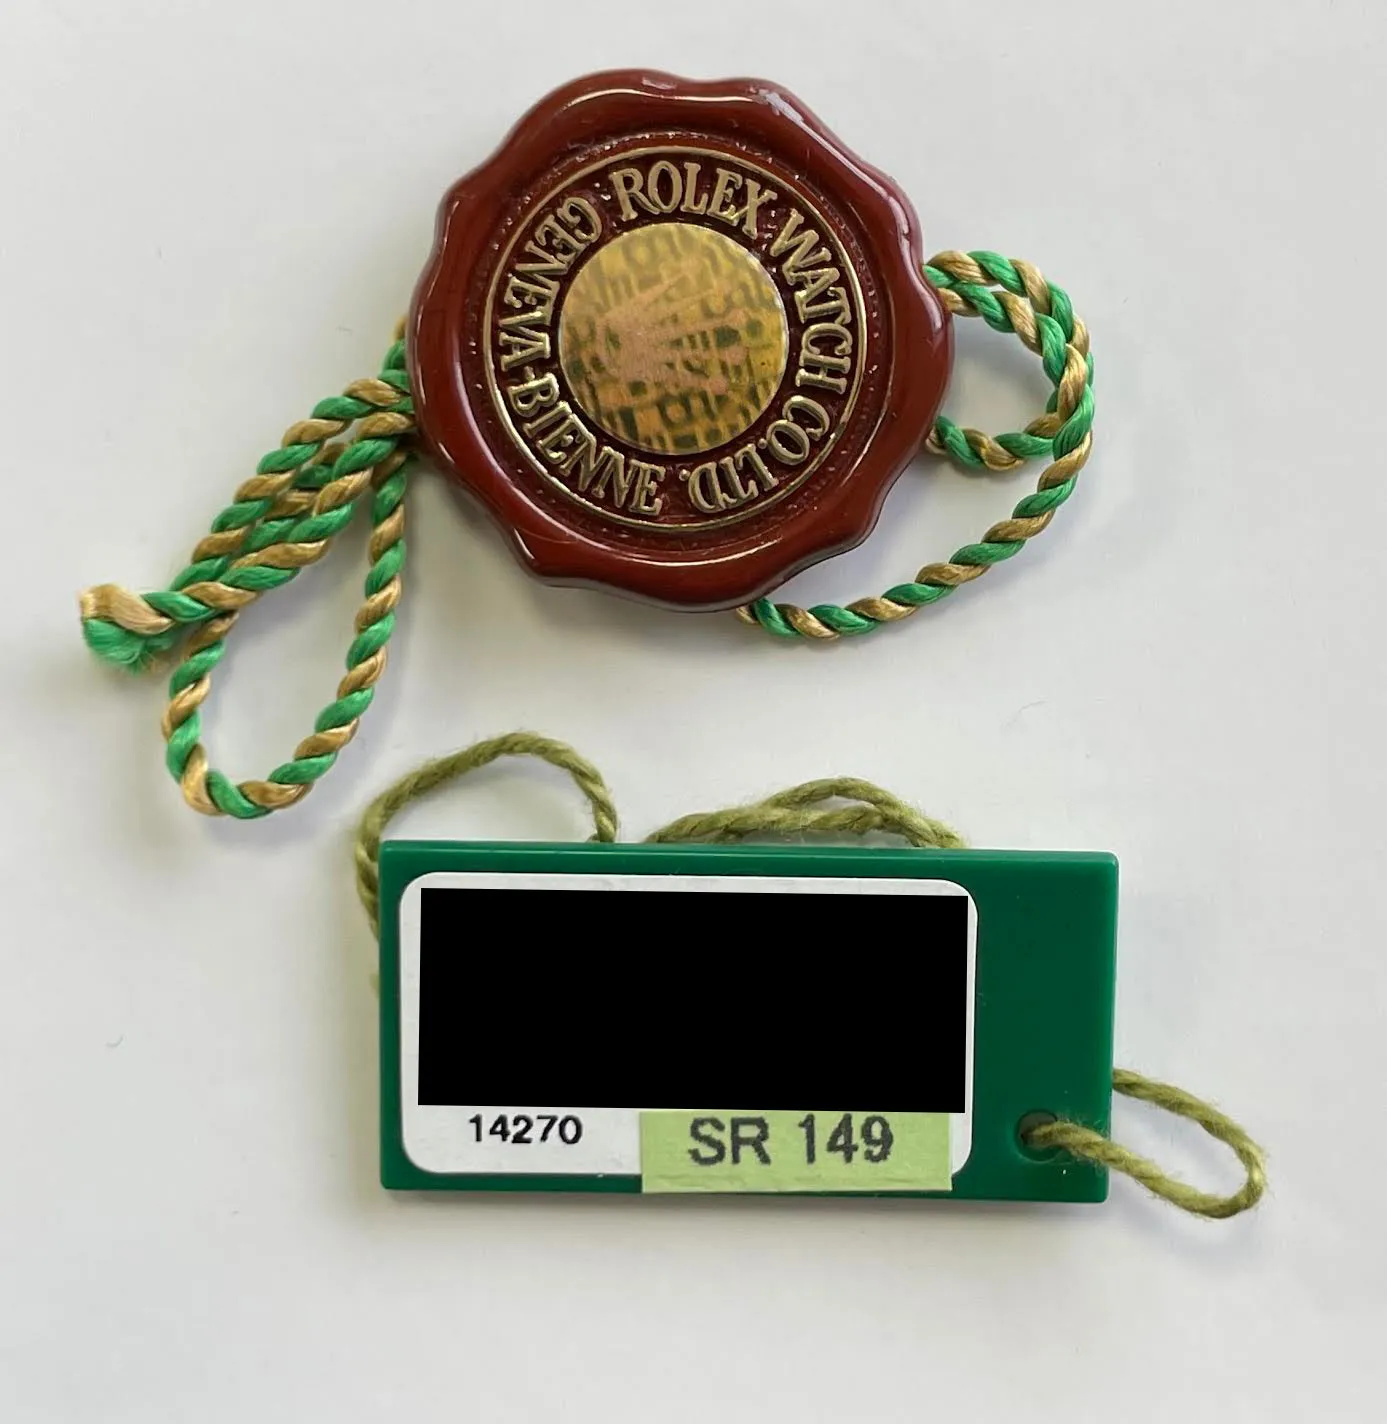 ROLEX WATCH CO. LTD. GENEVA-BIENNE
14270
SR 149